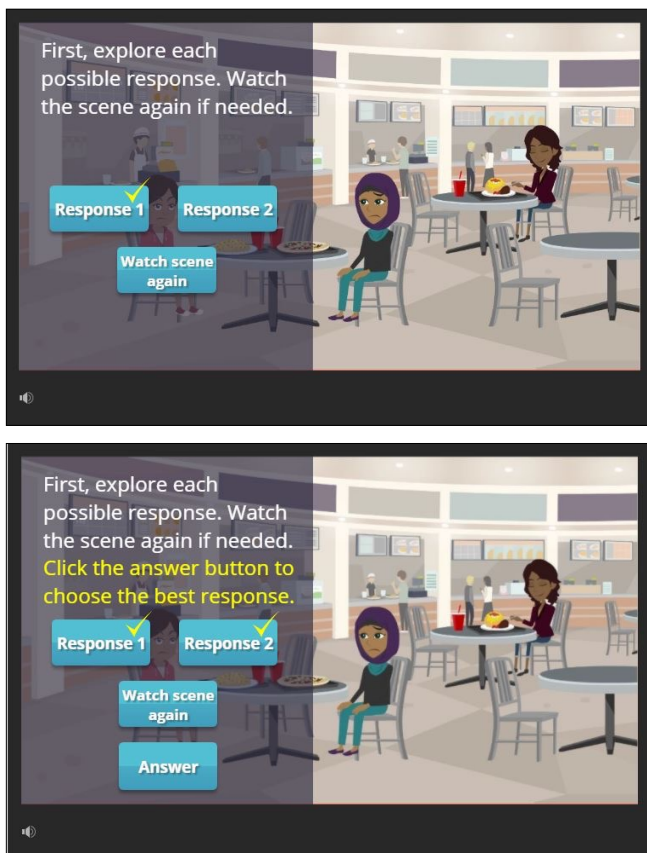 First, explore each
possible response. Watch
the scene again if needed.
Response 1
Response 2
Watch scene
again
First, explore each
possible response. Watch
the scene again if needed.
Click the answer button to
choose the best response.
Response 1
Response 2
Watch scene
again
Answer